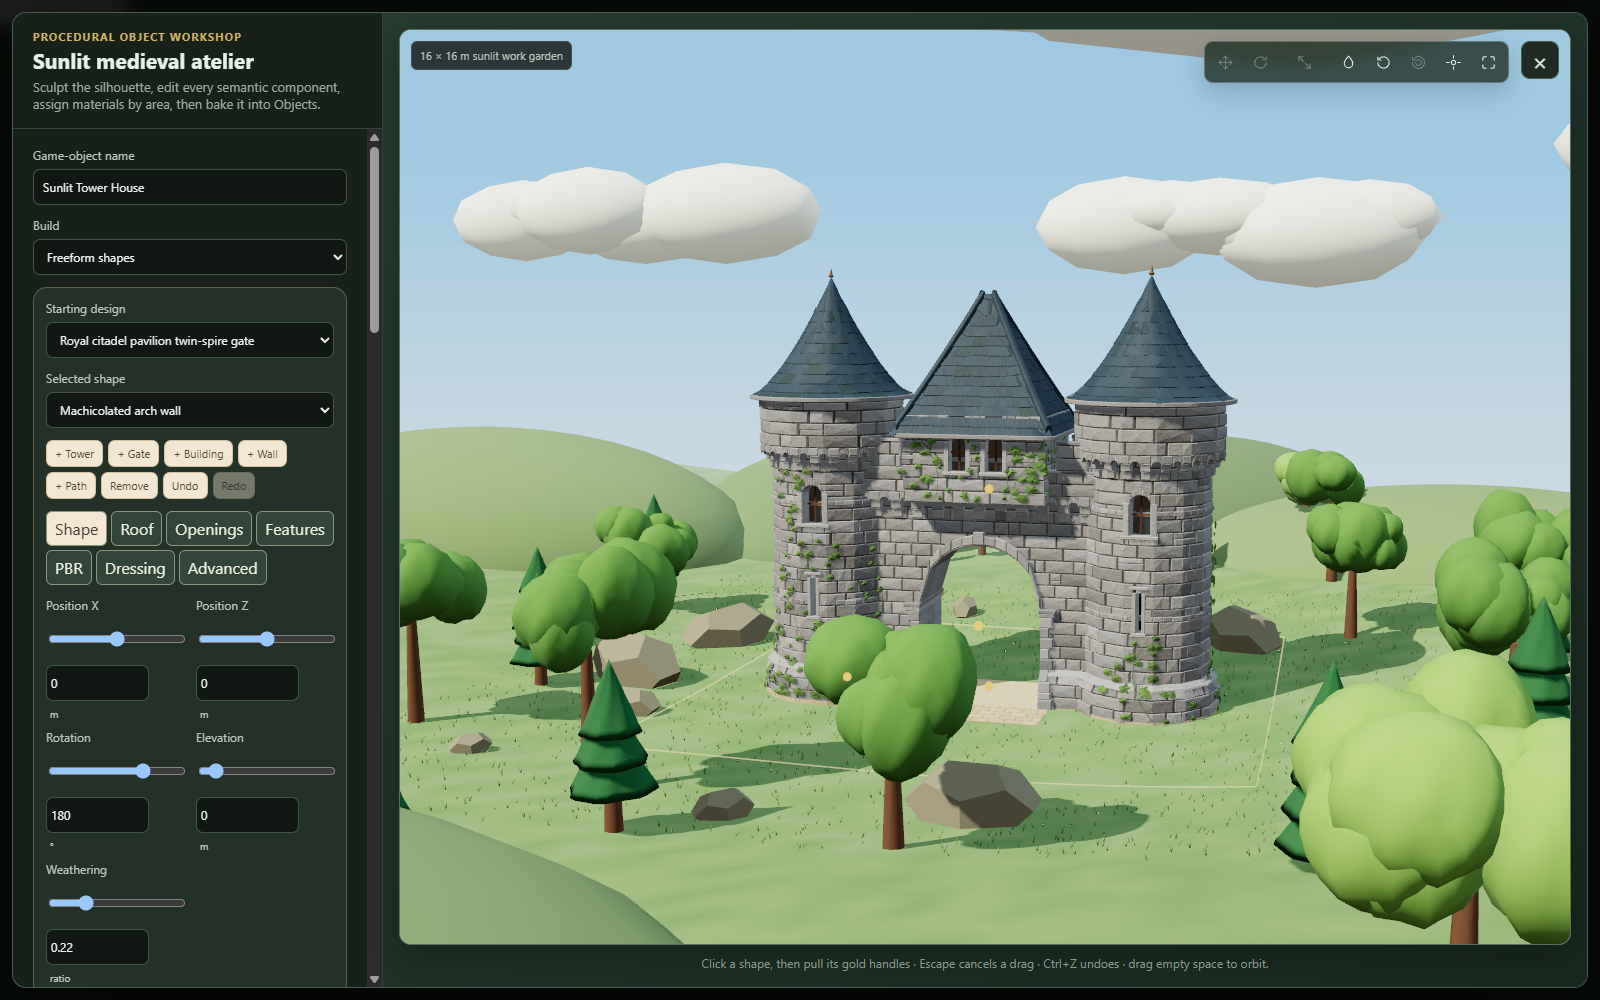 PROCEDURAL OBJECT WORKSHOP
Sunlit medieval atelier
Sculpt the silhouette, edit every semantic component,
assign materials by area, then bake it into Objects.
Game-object name
Sunlit Tower House
Build
Freeform shapes
Starting design
Royal citadel pavilion twin-spire gate
Selected shape
Machicolated arch wall
+ Tower
+ Gate
+ Building
+ Wall
+ Path
Remove
Undo
Redo
Shape
Roof
Openings
Features
PBR
Dressing
Advanced
Position X
Position Z
0
0
m
m
Rotation
Elevation
180
0
°
m
Weathering
0.22
ratio
16 × 16 m sunlit work garden
Click a shape, then pull its gold handles · Escape cancels a drag · Ctrl+Z undoes · drag empty space to orbit.